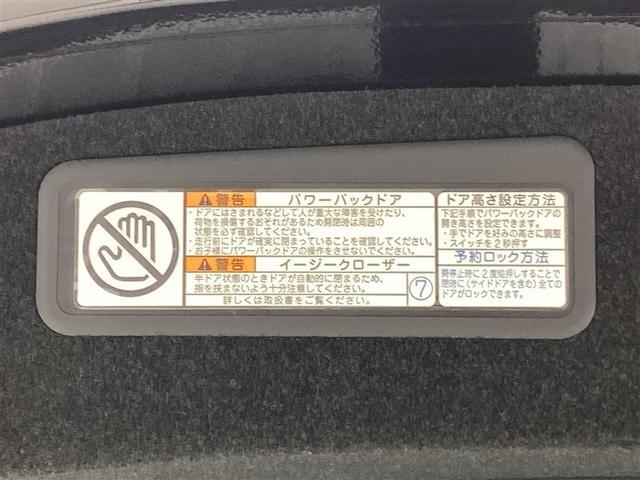 警告 パワーバックドア
・ドアにはさまれるなどして人が重大な障害を受けたり、
荷物を損傷するおそれがあるため開閉時は周囲の
状態を必ず確認してください。
・走行前にドアが確実に閉まっていることを確認してください。
・お子様にパワーバックドアの操作をさせないでください。
警告 イージークローザー
半ドア状態のときドアが自動的に閉まるため、
指を挟まないよう十分注意してください。
詳しくは取扱書をご覧ください。
7
ドア高さ設定方法
下記手順でパワーバックドアの
開き高さを設定できます。
・手でドアを好みの高さに調整
・スイッチを2秒押す
予約ロック方法
開停止時に2度短押しすることで
閉時に(サイドドアを含む)全ての
ドアがロックできます。